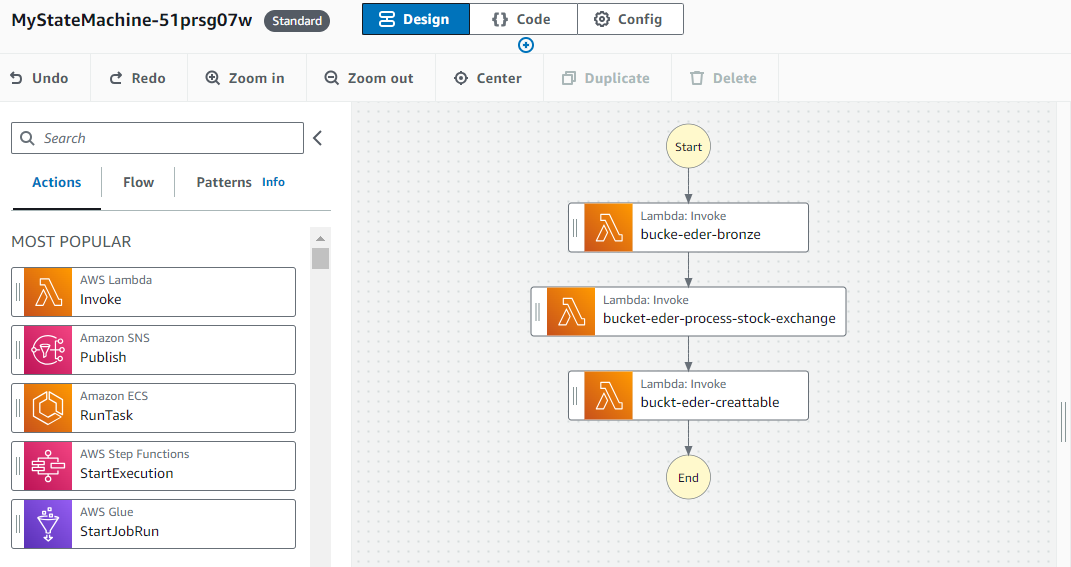 MyStateMachine-51prsg07w Standard Design {} Code Config
Undo Redo Zoom in Zoom out Center Duplicate Delete
Search
Actions Flow Patterns Info
MOST POPULAR
AWS Lambda
Invoke
Amazon SNS
Publish
Amazon ECS
RunTask
AWS Step Functions
StartExecution
AWS Glue
StartJobRun
Start
Lambda: Invoke
bucke-eder-bronze
Lambda: Invoke
bucket-eder-process-stock-exchange
Lambda: Invoke
buckt-eder-creattable
End